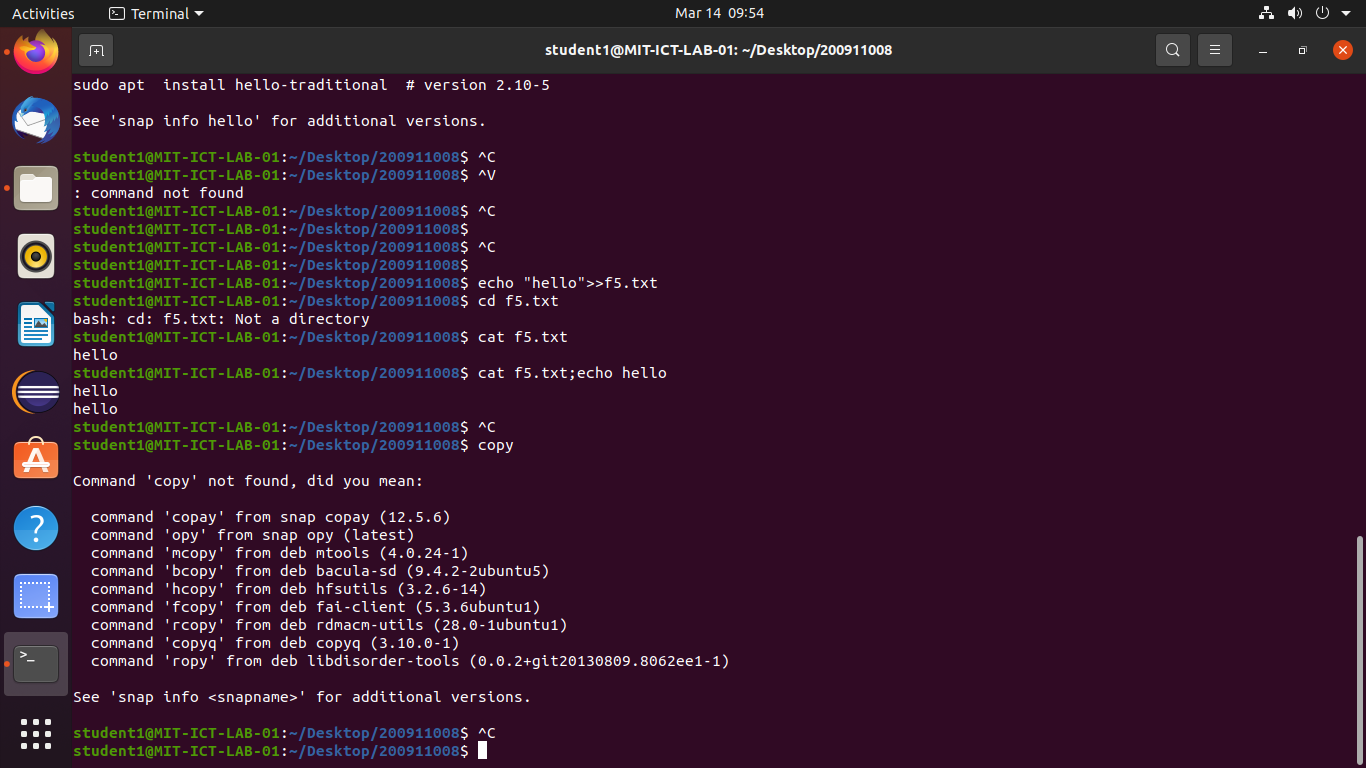 Activities Terminal Mar 14 09:54
student1@MIT-ICT-LAB-01: ~/Desktop/200911008
sudo apt  install hello-traditional  # version 2.10-5
See 'snap info hello' for additional versions.
student1@MIT-ICT-LAB-01:~/Desktop/200911008$ ^C
student1@MIT-ICT-LAB-01:~/Desktop/200911008$ ^V
: command not found
student1@MIT-ICT-LAB-01:~/Desktop/200911008$ ^C
student1@MIT-ICT-LAB-01:~/Desktop/200911008$
student1@MIT-ICT-LAB-01:~/Desktop/200911008$ ^C
student1@MIT-ICT-LAB-01:~/Desktop/200911008$
student1@MIT-ICT-LAB-01:~/Desktop/200911008$ echo "hello">>f5.txt
student1@MIT-ICT-LAB-01:~/Desktop/200911008$ cd f5.txt
bash: cd: f5.txt: Not a directory
student1@MIT-ICT-LAB-01:~/Desktop/200911008$ cat f5.txt
hello
student1@MIT-ICT-LAB-01:~/Desktop/200911008$ cat f5.txt;echo hello
hello
hello
student1@MIT-ICT-LAB-01:~/Desktop/200911008$ ^C
student1@MIT-ICT-LAB-01:~/Desktop/200911008$ copy
Command 'copy' not found, did you mean:
  command 'copay' from snap copay (12.5.6)
  command 'opy' from snap opy (latest)
  command 'mcopy' from deb mtools (4.0.24-1)
  command 'bcopy' from deb bacula-sd (9.4.2-2ubuntu5)
  command 'hcopy' from deb hfsutils (3.2.6-14)
  command 'fcopy' from deb fai-client (5.3.6ubuntu1)
  command 'rcopy' from deb rdmacm-utils (28.0-1ubuntu1)
  command 'copyq' from deb copyq (3.10.0-1)
  command 'ropy' from deb libdisorder-tools (0.0.2+git20130809.8062ee1-1)
See 'snap info <snapname>' for additional versions.
student1@MIT-ICT-LAB-01:~/Desktop/200911008$ ^C
student1@MIT-ICT-LAB-01:~/Desktop/200911008$